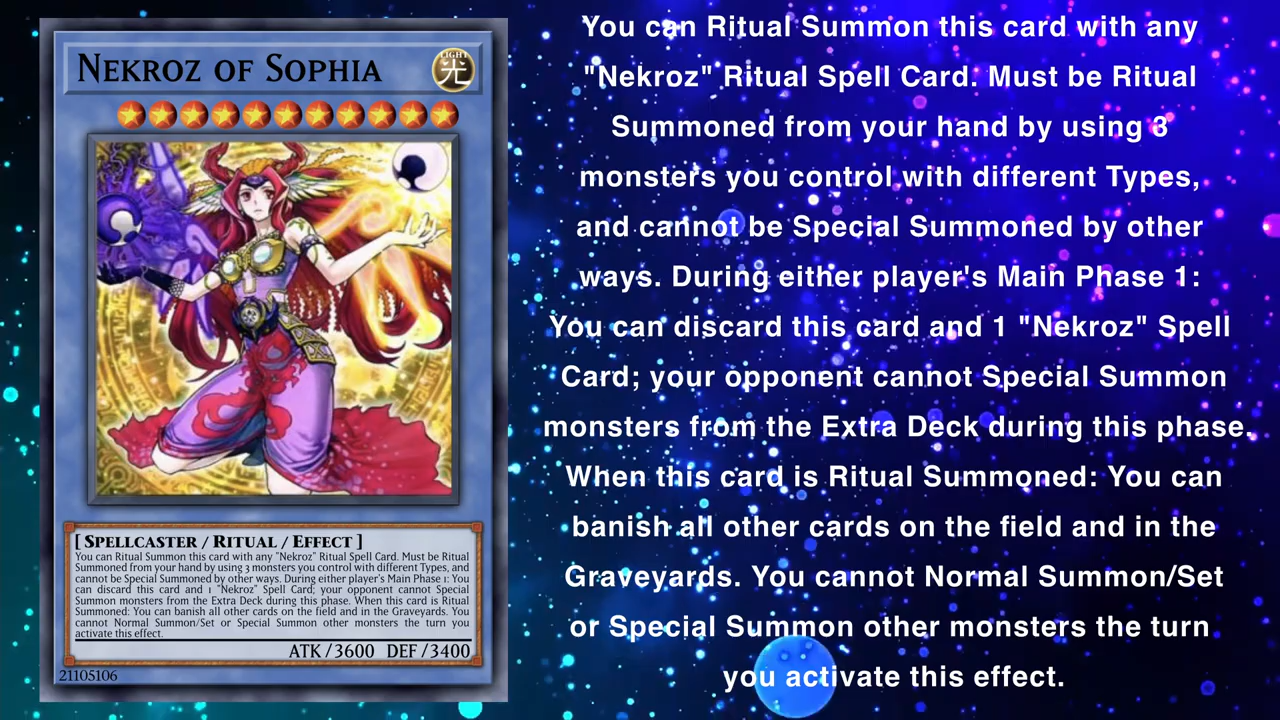 NEKROZ OF SOPHIA
LIGHT
光
[ SPELLCASTER / RITUAL / EFFECT ]
You can Ritual Summon this card with any "Nekroz" Ritual Spell Card. Must be Ritual
Summoned from your hand by using 3 monsters you control with different Types, and
cannot be Special Summoned by other ways. During either player's Main Phase 1: You
can discard this card and 1 "Nekroz" Spell Card; your opponent cannot Special
Summon monsters from the Extra Deck during this phase. When this card is Ritual
Summoned: You can banish all other cards on the field and in the Graveyards. You
cannot Normal Summon/Set or Special Summon other monsters the turn you
activate this effect.
ATK/3600 DEF/3400
21105106
You can Ritual Summon this card with any
"Nekroz" Ritual Spell Card. Must be Ritual
Summoned from your hand by using 3
monsters you control with different Types,
and cannot be Special Summoned by other
ways. During either player's Main Phase 1:
You can discard this card and 1 "Nekroz" Spell
Card; your opponent cannot Special Summon
monsters from the Extra Deck during this phase.
When this card is Ritual Summoned: You can
banish all other cards on the field and in the
Graveyards. You cannot Normal Summon/Set
or Special Summon other monsters the turn
you activate this effect.